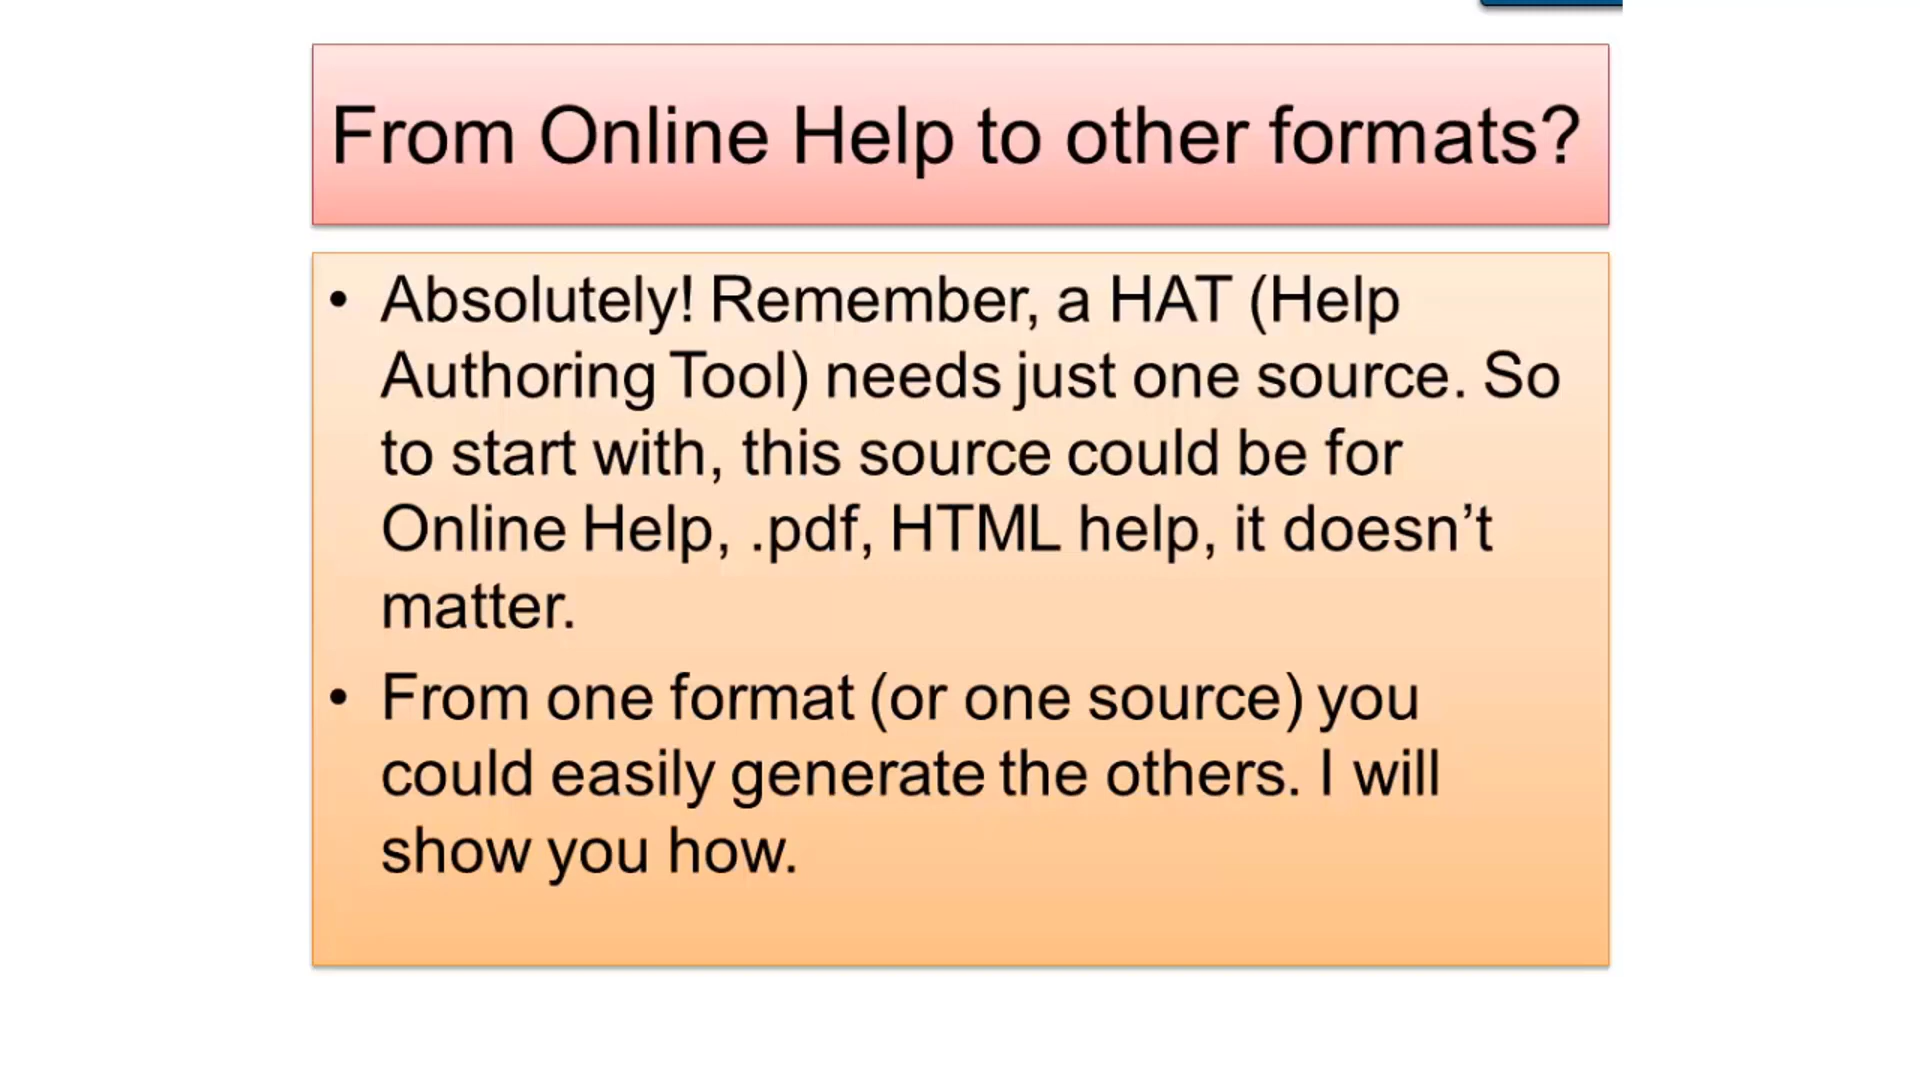 From Online Help to other formats?
• Absolutely! Remember, a HAT (Help
Authoring Tool) needs just one source. So
to start with, this source could be for
Online Help, .pdf, HTML help, it doesn’t
matter.
• From one format (or one source) you
could easily generate the others. I will
show you how.